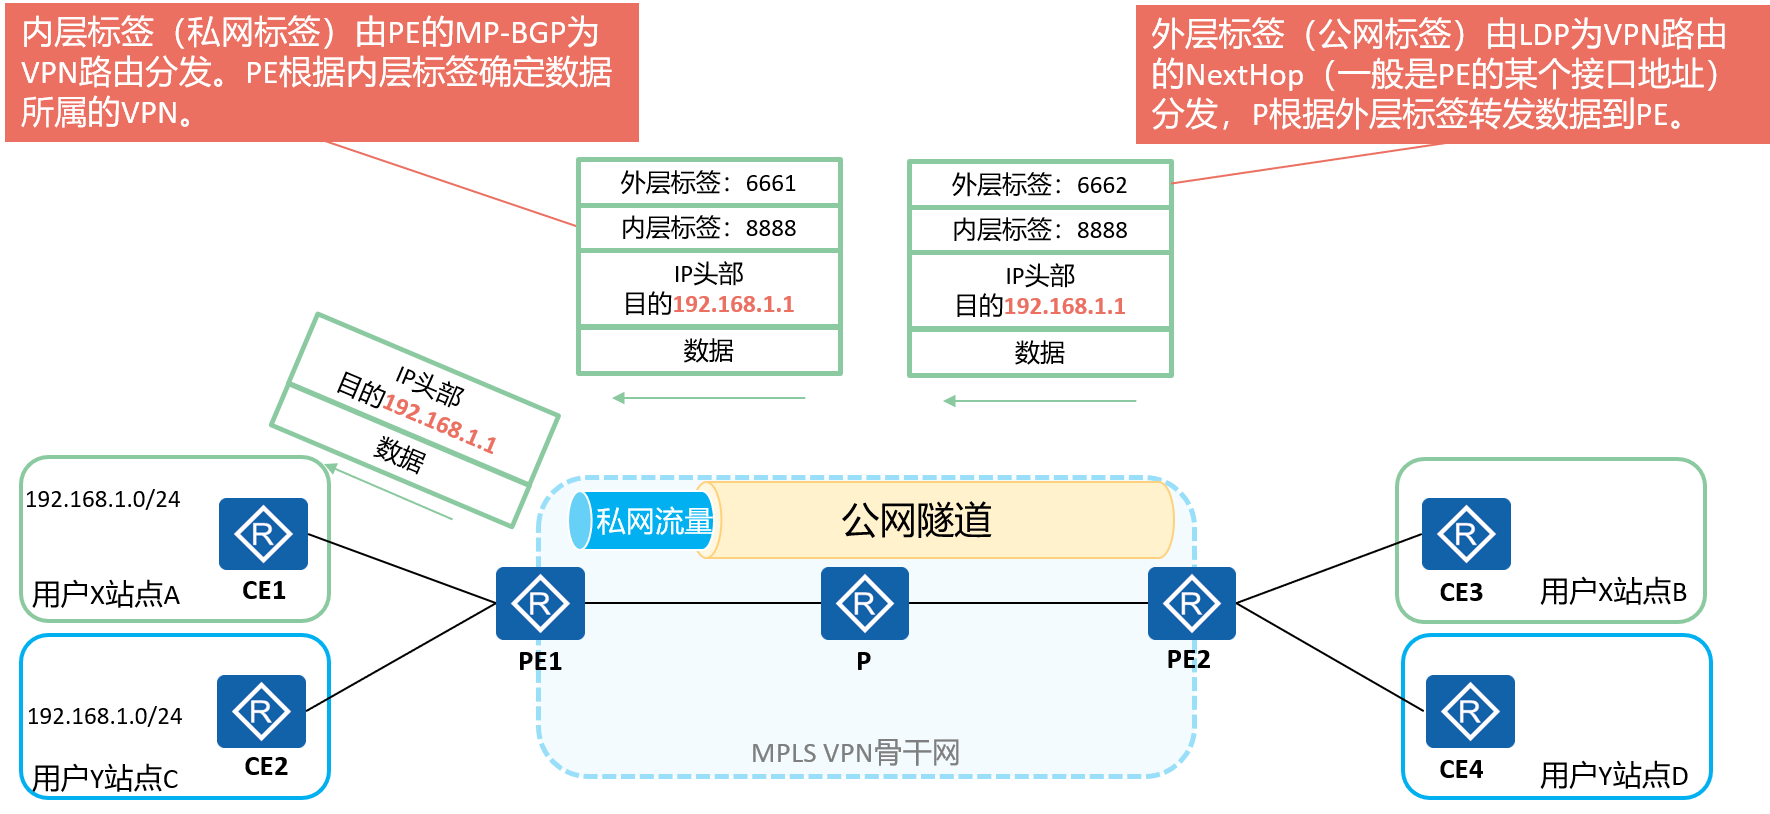 内层标签（私网标签）由PE的MP-BGP为
VPN路由分发。PE根据内层标签确定数据
所属的VPN。
外层标签（公网标签）由LDP为VPN路由
的NextHop（一般是PE的某个接口地址）
分发，P根据外层标签转发数据到PE。
外层标签：6661
内层标签：8888
IP头部
目的192.168.1.1
数据
外层标签：6662
内层标签：8888
IP头部
目的192.168.1.1
数据
IP头部
目的192.168.1.1
数据
192.168.1.0/24
R
CE1
用户X站点A
192.168.1.0/24
R
CE2
用户Y站点C
私网流量
公网隧道
R
PE1
R
P
R
PE2
MPLS VPN骨干网
R
CE3
用户X站点B
R
CE4
用户Y站点D